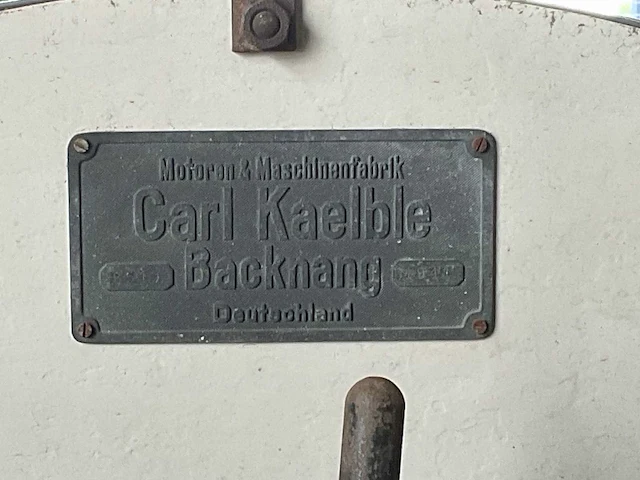 Motoren & Maschinenfabrik
Carl Kaelble
Backnang
Deutschland